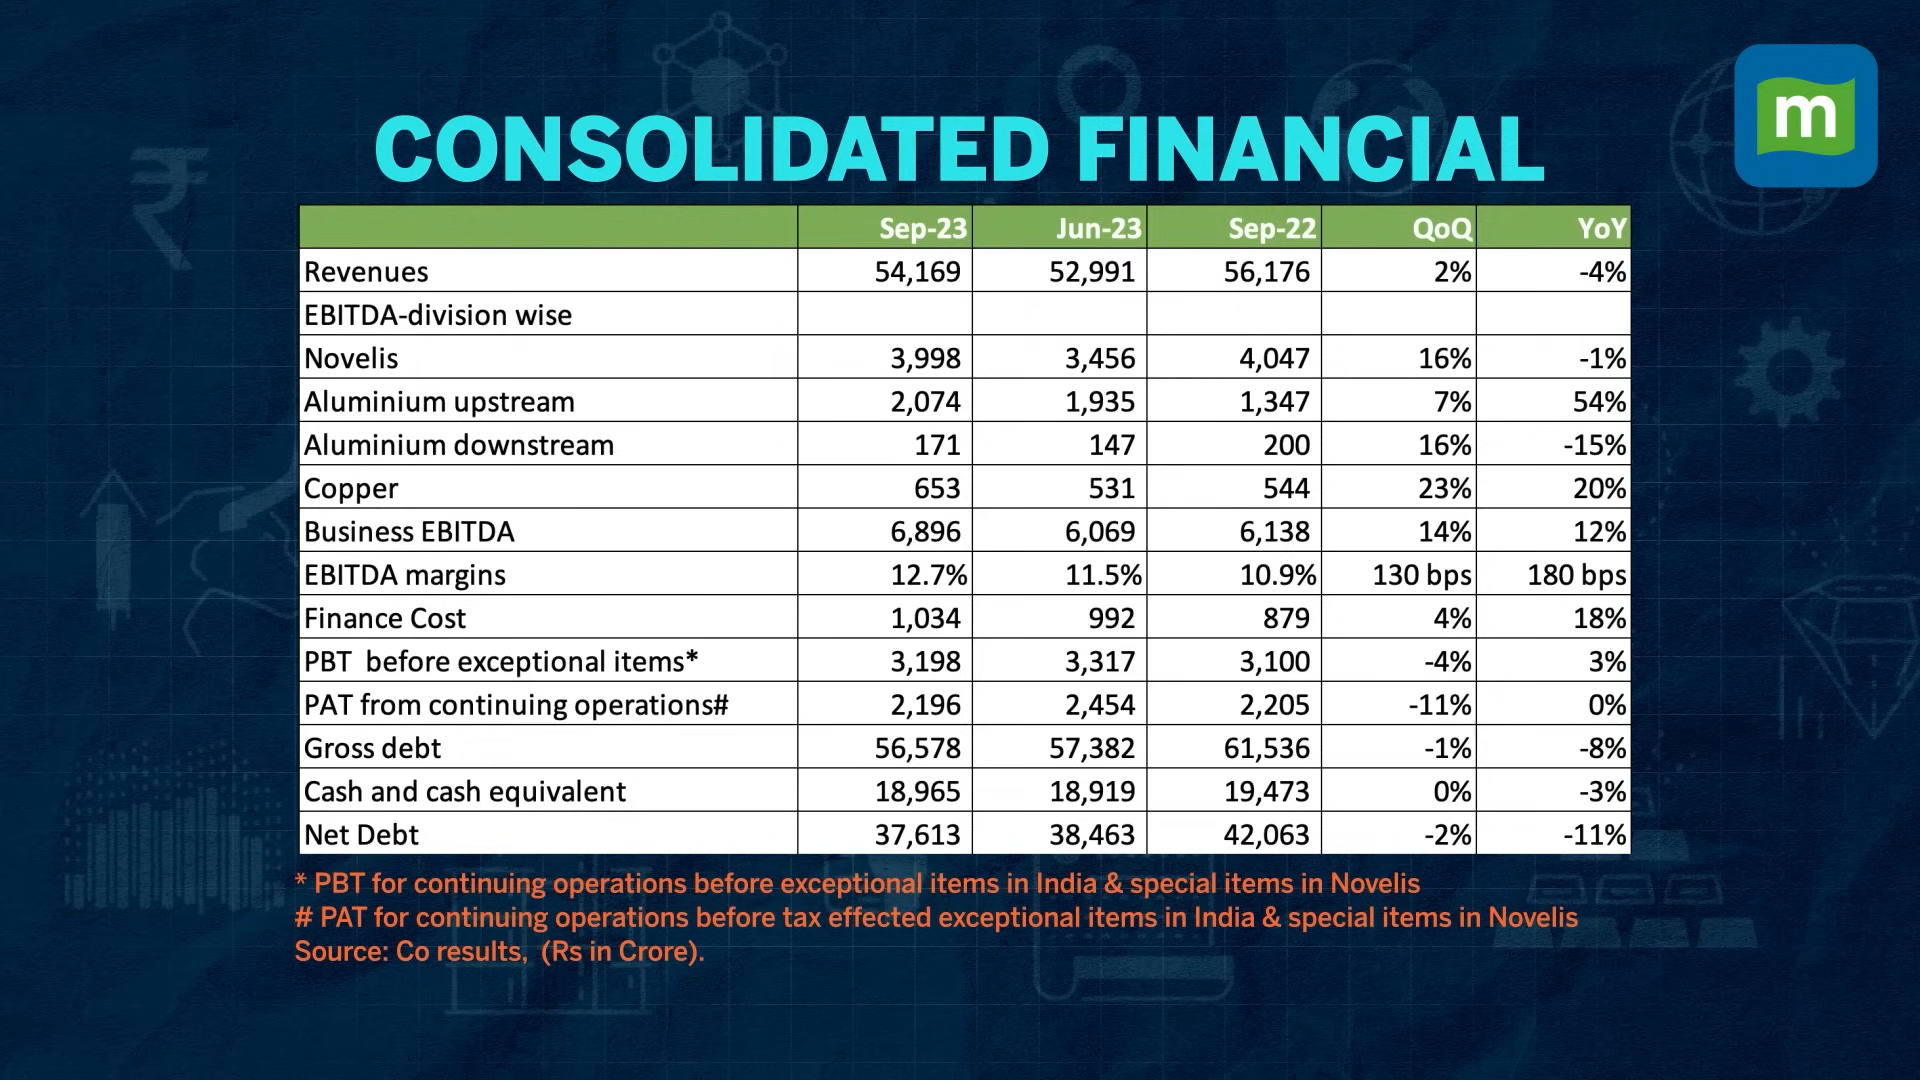 m
CONSOLIDATED FINANCIAL
Sep-23 Jun-23 Sep-22 QoQ YoY
Revenues 54,169 52,991 56,176 2% -4%
EBITDA-division wise
Novelis 3,998 3,456 4,047 16% -1%
Aluminium upstream 2,074 1,935 1,347 7% 54%
Aluminium downstream 171 147 200 16% -15%
Copper 653 531 544 23% 20%
Business EBITDA 6,896 6,069 6,138 14% 12%
EBITDA margins 12.7% 11.5% 10.9% 130 bps 180 bps
Finance Cost 1,034 992 879 4% 18%
PBT before exceptional items* 3,198 3,317 3,100 -4% 3%
PAT from continuing operations# 2,196 2,454 2,205 -11% 0%
Gross debt 56,578 57,382 61,536 -1% -8%
Cash and cash equivalent 18,965 18,919 19,473 0% -3%
Net Debt 37,613 38,463 42,063 -2% -11%
* PBT for continuing operations before exceptional items in India & special items in Novelis
# PAT for continuing operations before tax effected exceptional items in India & special items in Novelis
Source: Co results, (Rs in Crore).